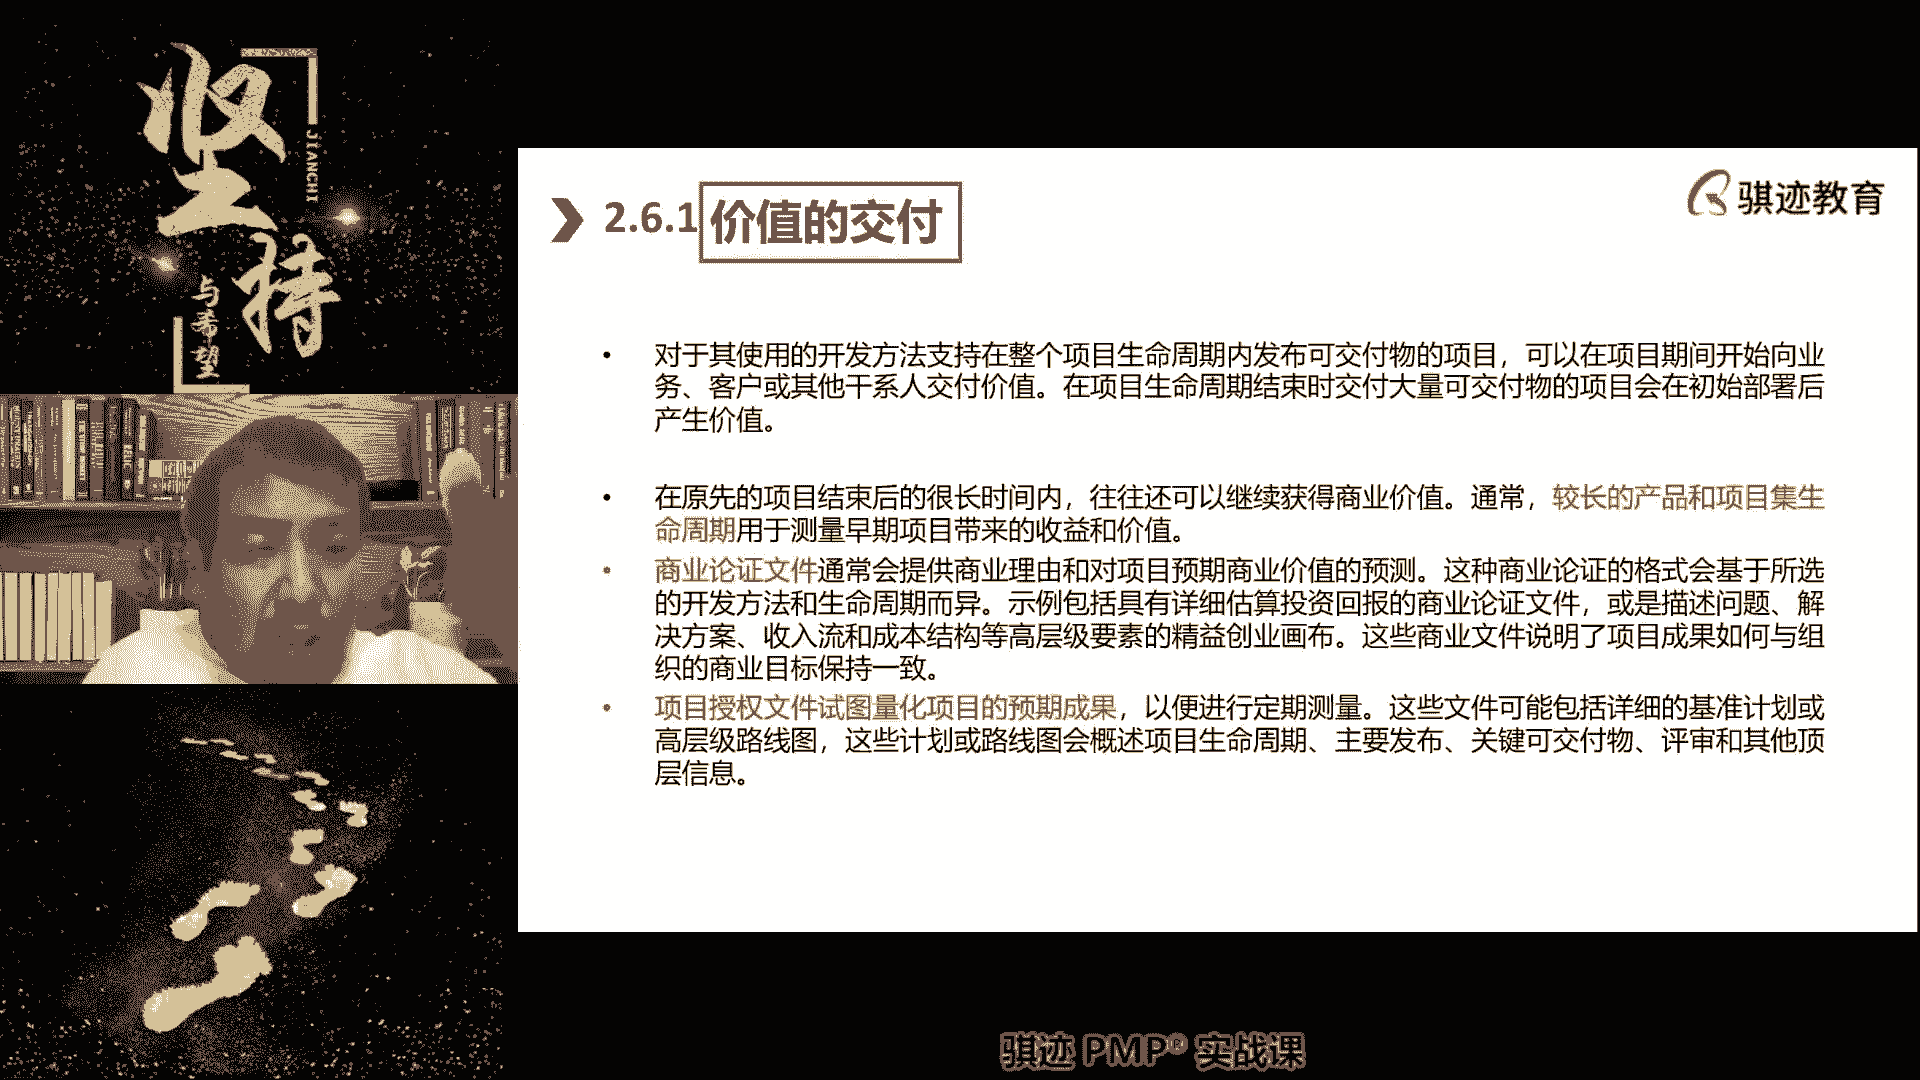 坚持
JIANCHI
与希望
2.6.1 价值的交付
骐迹教育
• 对于其使用的开发方法支持在整个项目生命周期内发布可交付物的项目，可以在项目期间开始向业
务、客户或其他干系人交付价值。在项目生命周期结束时交付大量可交付物的项目会在初始部署后
产生价值。
• 在原先的项目结束后的很长时间内，往往还可以继续获得商业价值。通常，较长的产品和项目集生
命周期用于测量早期项目带来的收益和价值。
• 商业论证文件通常会提供商业理由和对项目预期商业价值的预测。这种商业论证的格式会基于所选
的开发方法和生命周期而异。示例包括具有详细估算投资回报的商业论证文件，或是描述问题、解
决方案、收入流和成本结构等高层级要素的精益创业画布。这些商业文件说明了项目成果如何与组
织的商业目标保持一致。
• 项目授权文件试图量化项目的预期成果，以便进行定期测量。这些文件可能包括详细的基准计划或
高层级路线图，这些计划或路线图会概述项目生命周期、主要发布、关键可交付物、评审和其他顶
层信息。
骐迹 PMP® 实战课